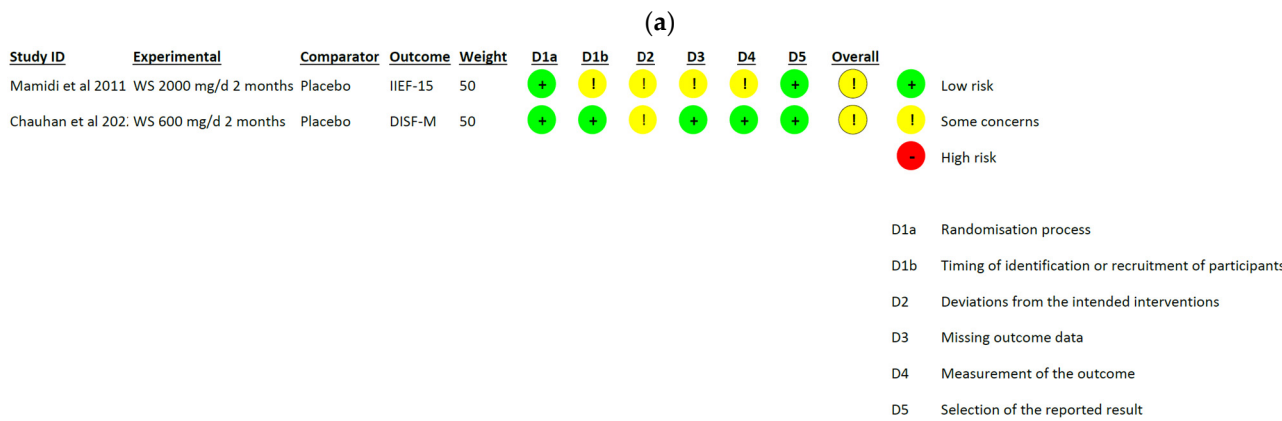 (a)
Study ID Experimental Comparator Outcome Weight D1a D1b D2 D3 D4 D5 Overall
Mamidi et al 2011 WS 2000 mg/d 2 months Placebo IIEF-15 50 + ! ! ! ! + ! + Low risk
Chauhan et al 202 WS 600 mg/d 2 months Placebo DISF-M 50 + + ! + + + ! ! Some concerns
- High risk
D1a Randomisation process
D1b Timing of identification or recruitment of participants
D2 Deviations from the intended interventions
D3 Missing outcome data
D4 Measurement of the outcome
D5 Selection of the reported result